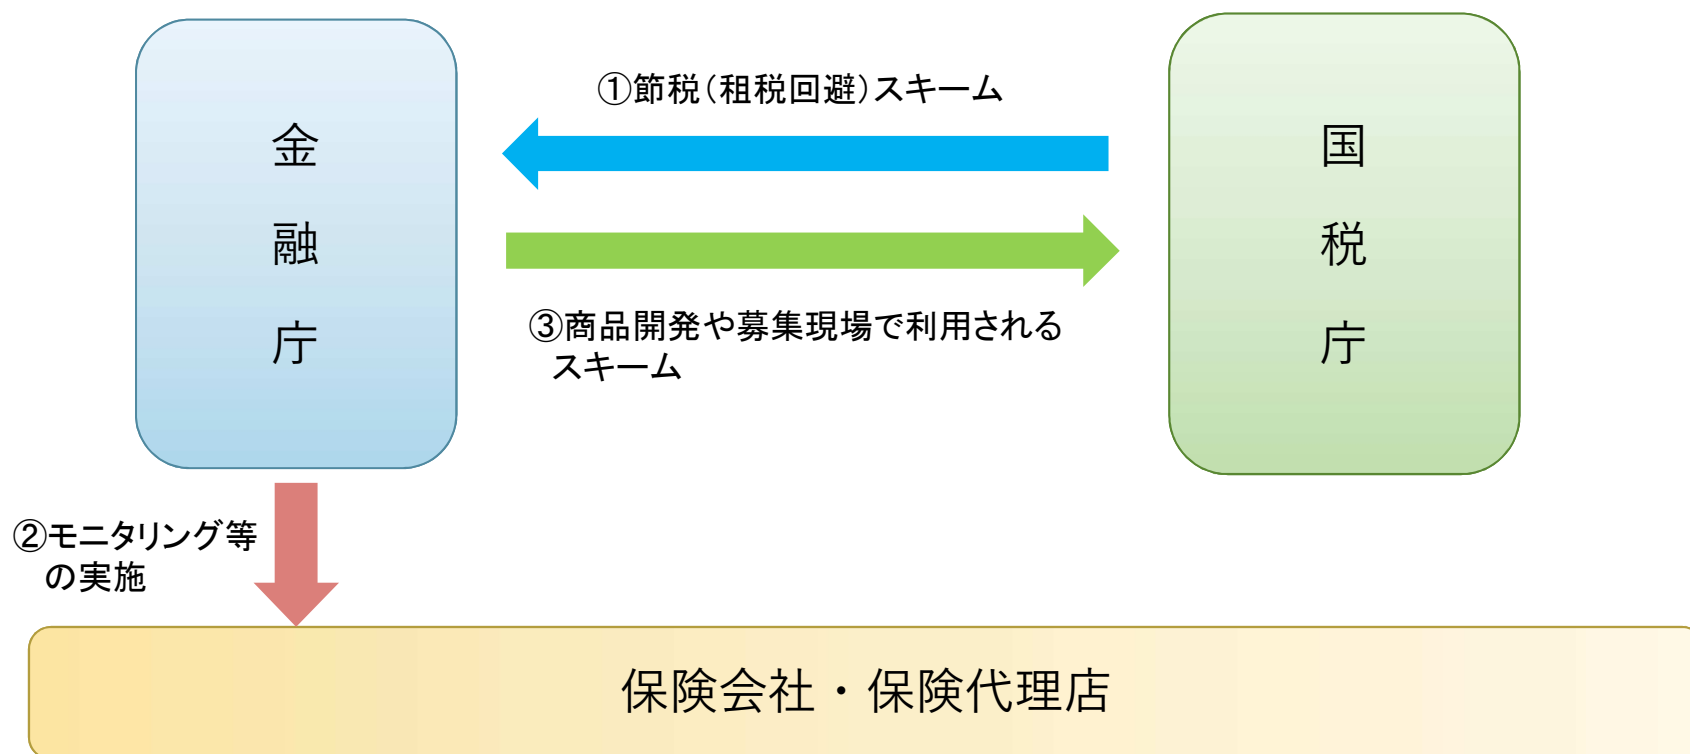 金融庁
①節税（租税回避）スキーム
③商品開発や募集現場で利用される
スキーム
国税庁
②モニタリング等
の実施
保険会社・保険代理店